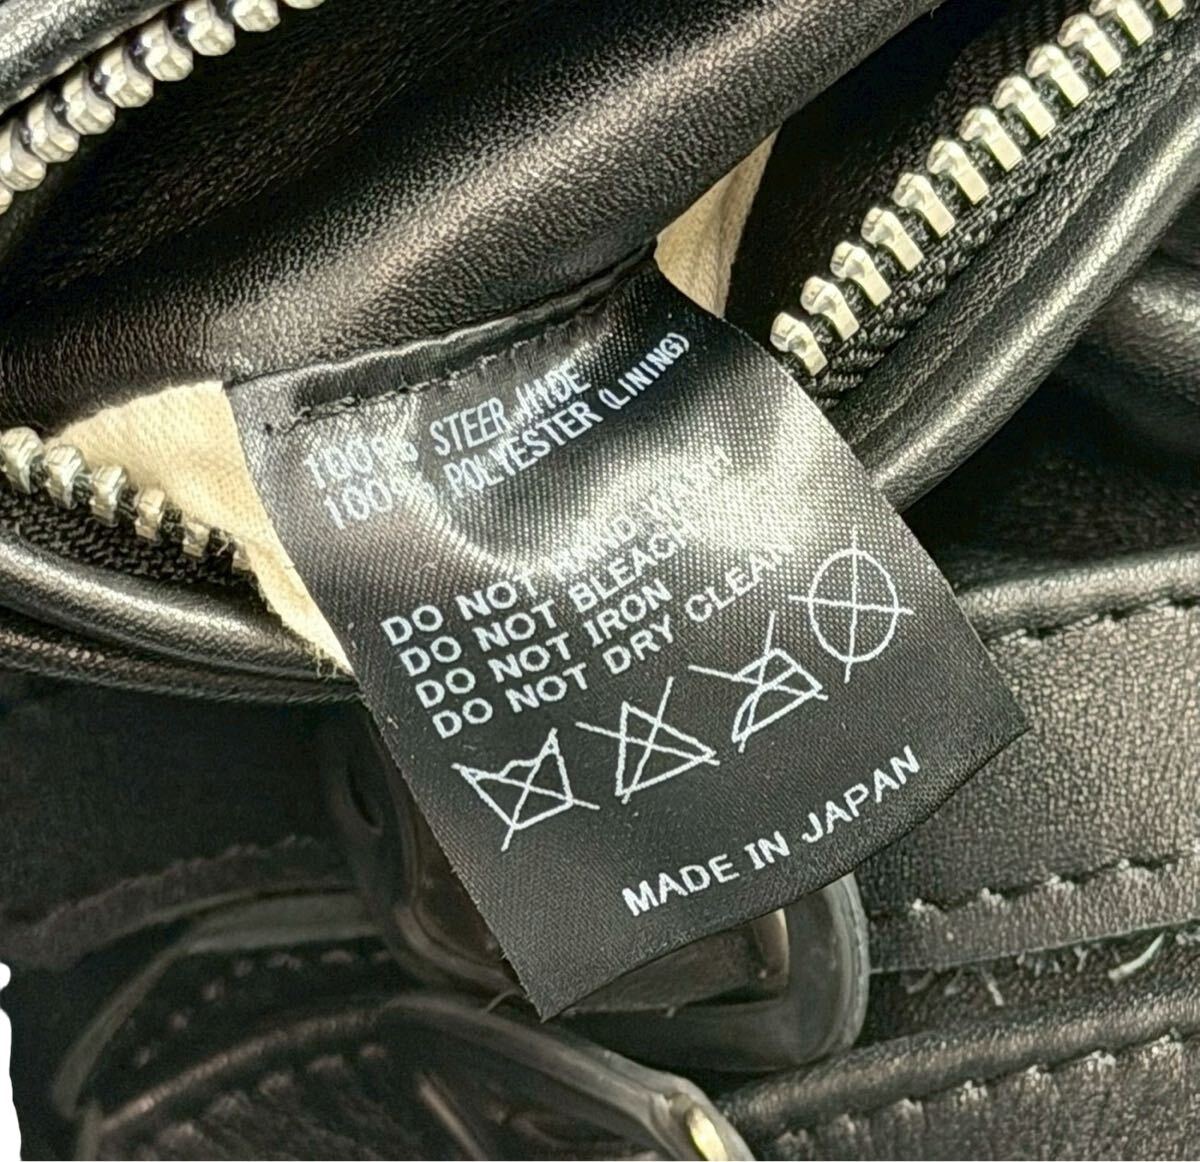 100% STEER HYDE
100% POLYESTER (LINING)
DO NOT HAND WASH
DO NOT BLEACH
DO NOT IRON
DO NOT DRY CLEAN
MADE IN JAPAN